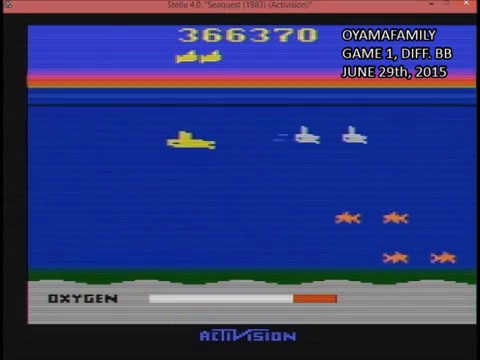 Stella 4.0: "Seaquest (1983) (Activision)"
366370
OYAMAFAMILY
GAME 1, DIFF. BB
JUNE 29th, 2015
OXYGEN
ACTIVISION